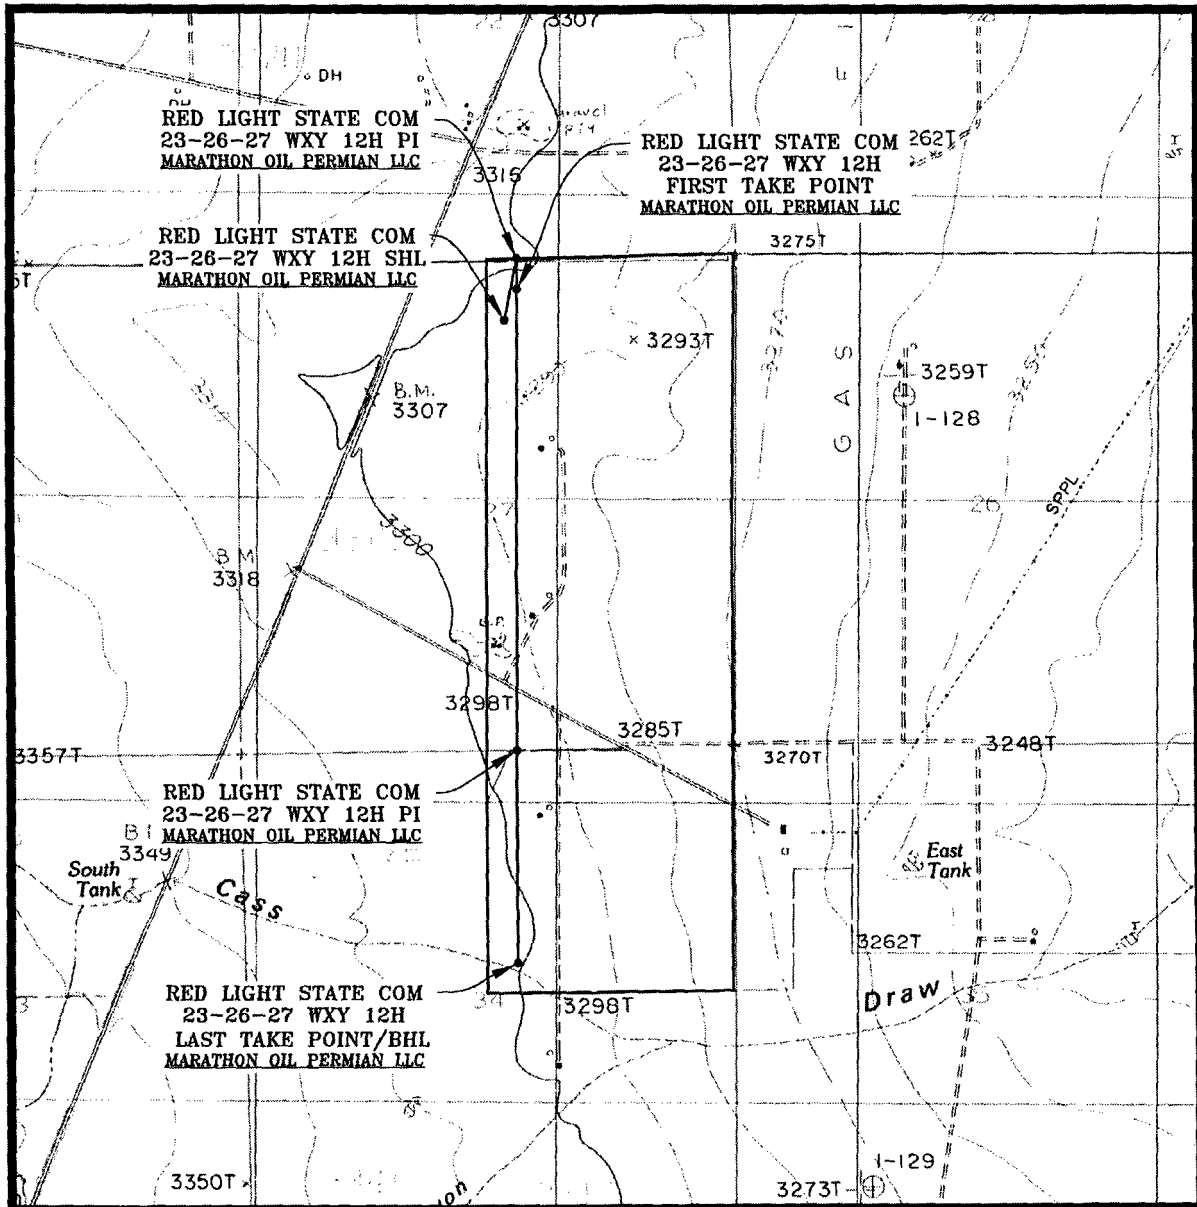 3307
DH
RED LIGHT STATE COM
23-26-27 WXY 12H PI
MARATHON OIL PERMIAN LLC
3316
RED LIGHT STATE COM
23-26-27 WXY 12H
FIRST TAKE POINT
MARATHON OIL PERMIAN LLC
262T
RED LIGHT STATE COM
23-26-27 WXY 12H SHL
MARATHON OIL PERMIAN LLC
3275T
5T
3293T
GAS
3259T
1-128
B.M.
3307
3300
27
26
SPPL
B M
3318
3298T
3285T
3357T
3270T
3248T
RED LIGHT STATE COM
23-26-27 WXY 12H PI
MARATHON OIL PERMIAN LLC
3349
South
Tank
Cass
East
Tank
3262T
RED LIGHT STATE COM
23-26-27 WXY 12H
LAST TAKE POINT/BHL
MARATHON OIL PERMIAN LLC
34
3298T
Draw
35
3350T
1-129
3273T